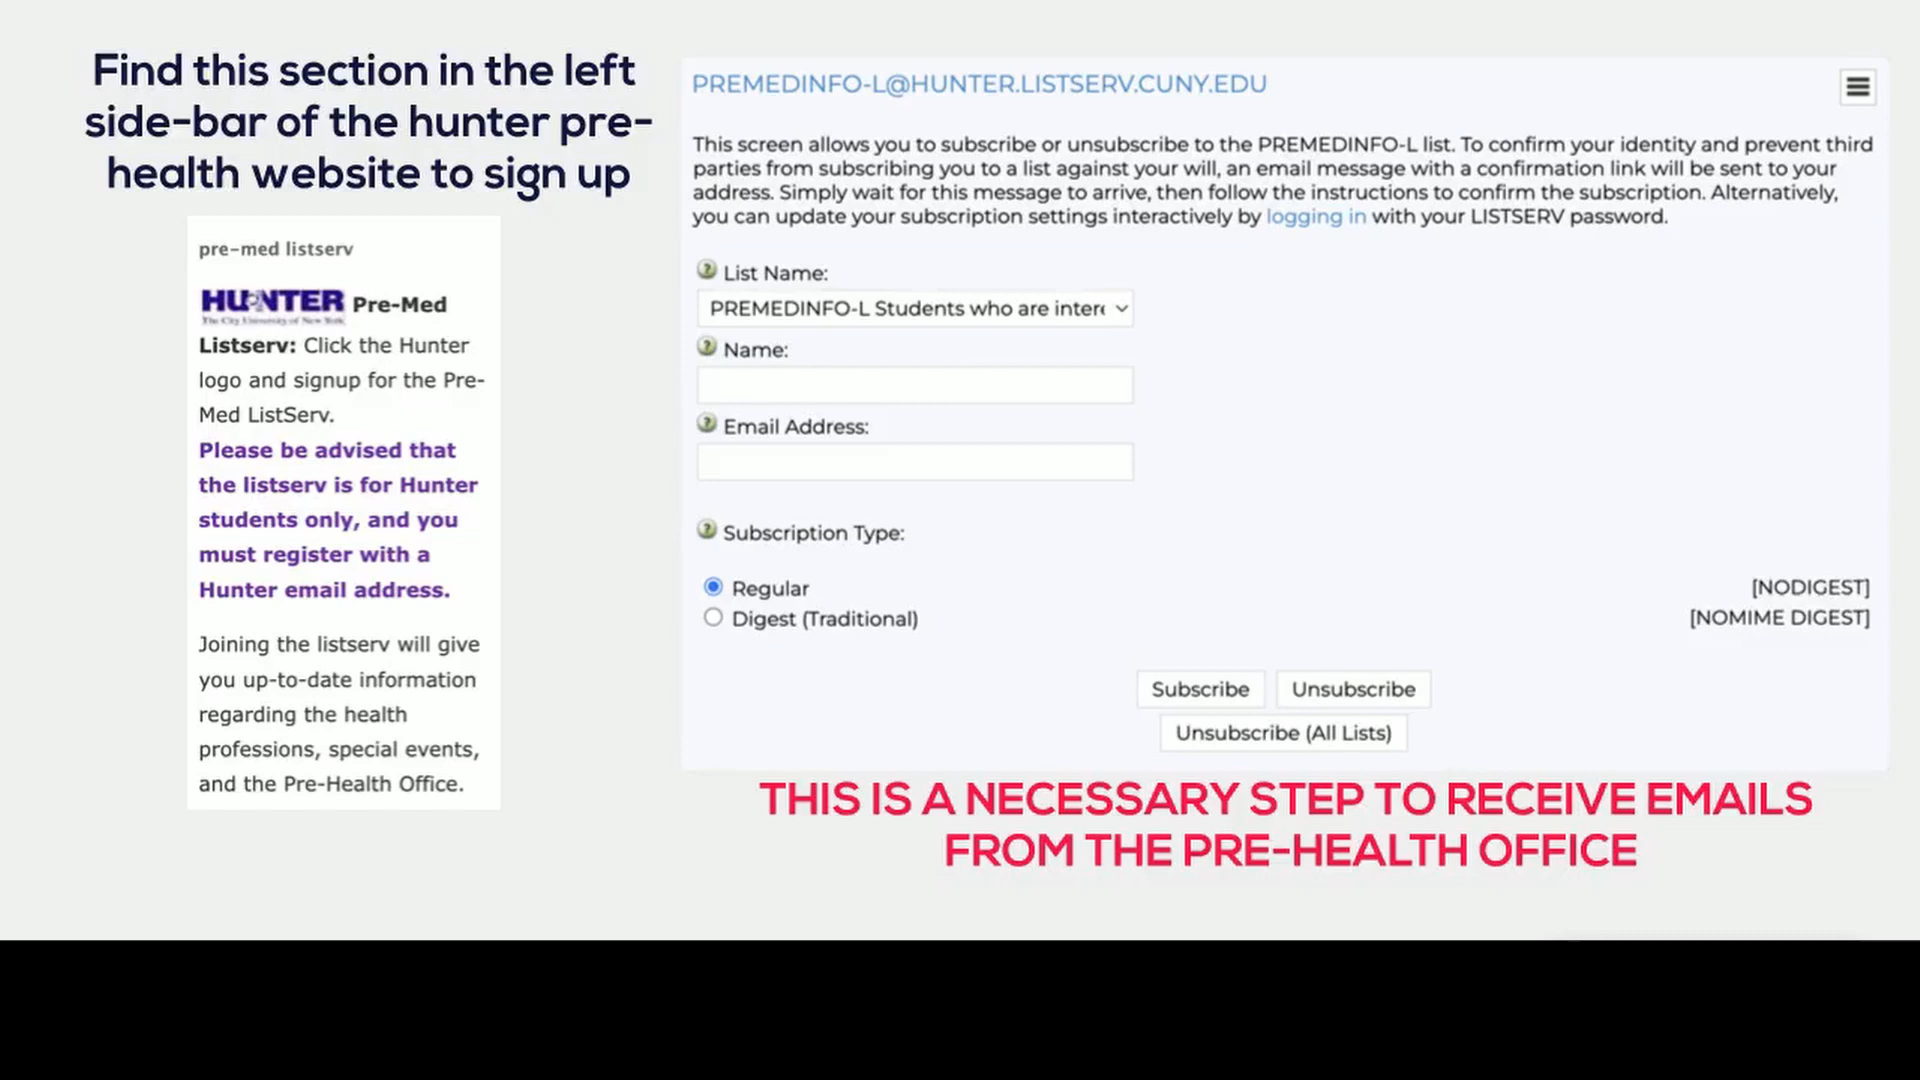 Find this section in the left
side-bar of the hunter pre-
health website to sign up
pre-med listserv
HUNTER Pre-Med
The City University of New York
Listserv: Click the Hunter
logo and signup for the Pre-
Med ListServ.
Please be advised that
the listserv is for Hunter
students only, and you
must register with a
Hunter email address.
Joining the listserv will give
you up-to-date information
regarding the health
professions, special events,
and the Pre-Health Office.
PREMEDINFO-L@HUNTER.LISTSERV.CUNY.EDU
This screen allows you to subscribe or unsubscribe to the PREMEDINFO-L list. To confirm your identity and prevent third
parties from subscribing you to a list against your will, an email message with a confirmation link will be sent to your
address. Simply wait for this message to arrive, then follow the instructions to confirm the subscription. Alternatively,
you can update your subscription settings interactively by logging in with your LISTSERV password.
? List Name:
PREMEDINFO-L Students who are inter
? Name:
? Email Address:
? Subscription Type:
Regular [NODIGEST]
Digest (Traditional) [NOMIME DIGEST]
Subscribe Unsubscribe
Unsubscribe (All Lists)
THIS IS A NECESSARY STEP TO RECEIVE EMAILS
FROM THE PRE-HEALTH OFFICE